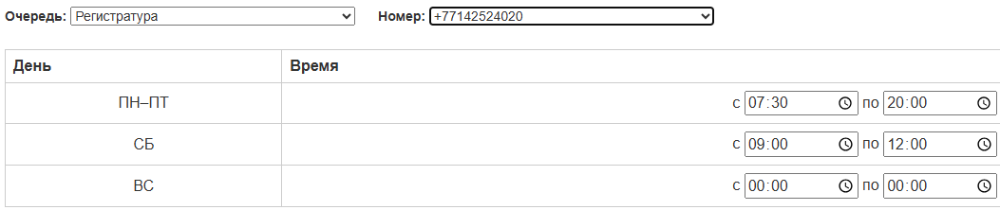 Очередь: Регистратура Номер: +77142524020
День Время
ПН–ПТ с 07:30 по 20:00
СБ с 09:00 по 12:00
ВС с 00:00 по 00:00